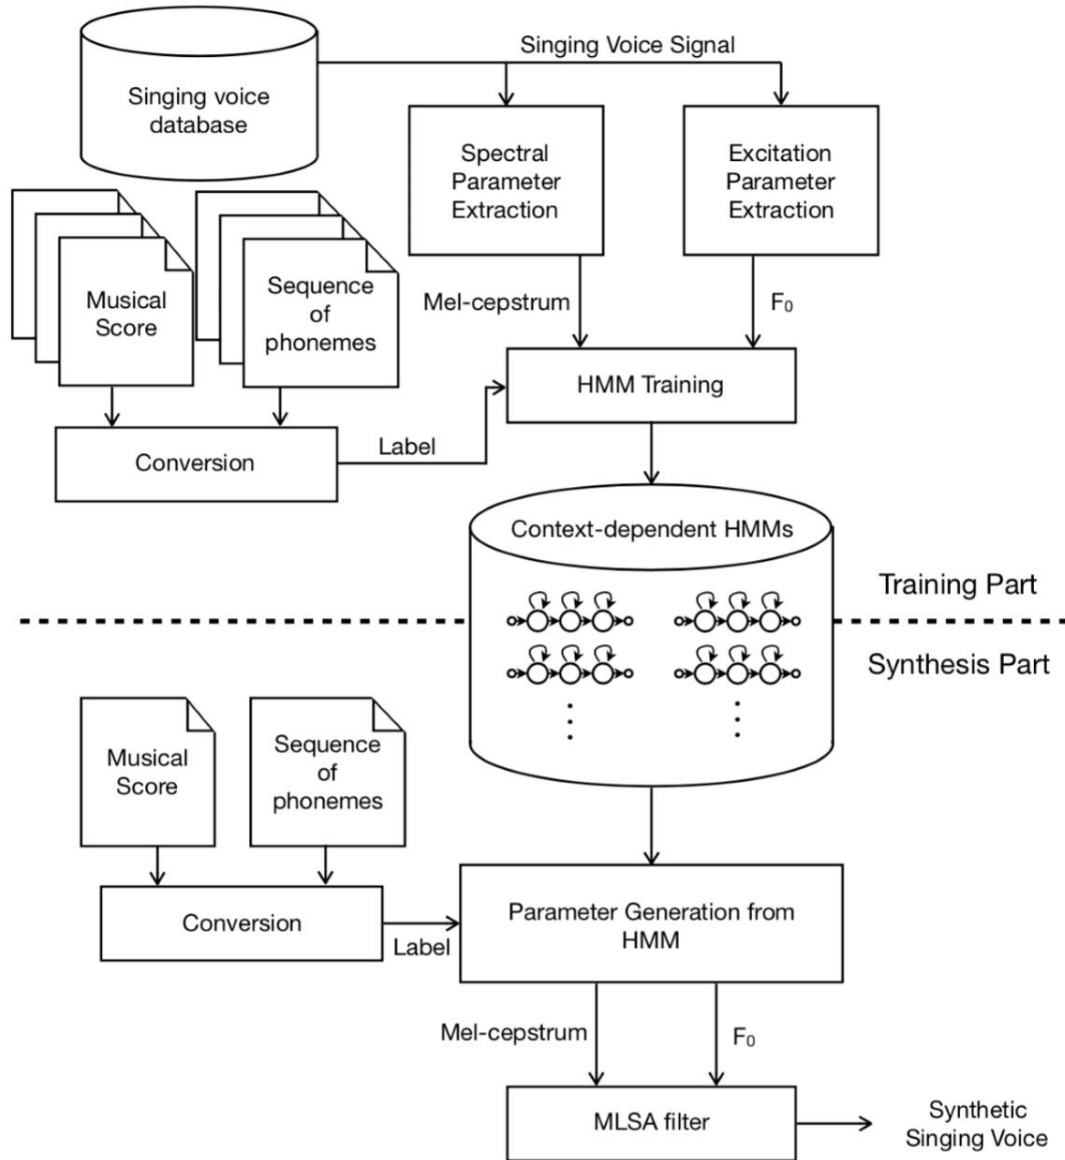 Singing Voice Signal
Singing voice
database
Spectral
Parameter
Extraction
Excitation
Parameter
Extraction
Musical
Score
Sequence
of
phonemes
Mel-cepstrum
F₀
HMM Training
Label
Conversion
Context-dependent HMMs
Training Part
Synthesis Part
Musical
Score
Sequence
of
phonemes
Conversion
Label
Parameter Generation from
HMM
Mel-cepstrum
F₀
MLSA filter
Synthetic
Singing Voice